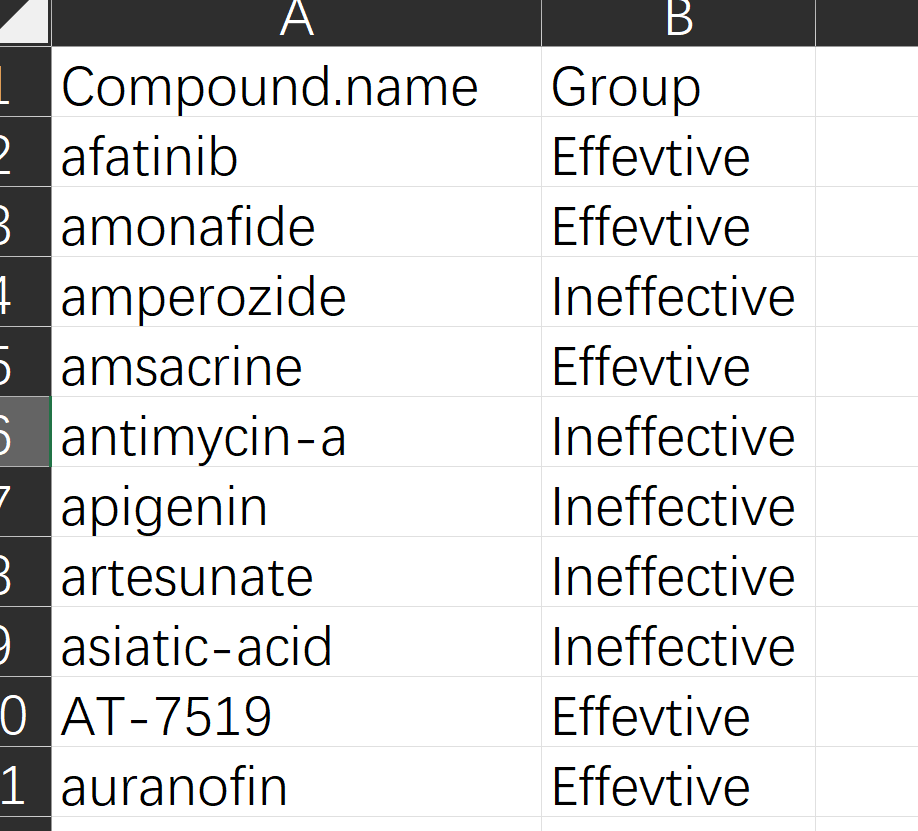 A B
1 Compound.name Group
2 afatinib Effevtive
3 amonafide Effevtive
4 amperozide Ineffective
5 amsacrine Effevtive
6 antimycin-a Ineffective
7 apigenin Ineffective
8 artesunate Ineffective
9 asiatic-acid Ineffective
0 AT-7519 Effevtive
1 auranofin Effevtive